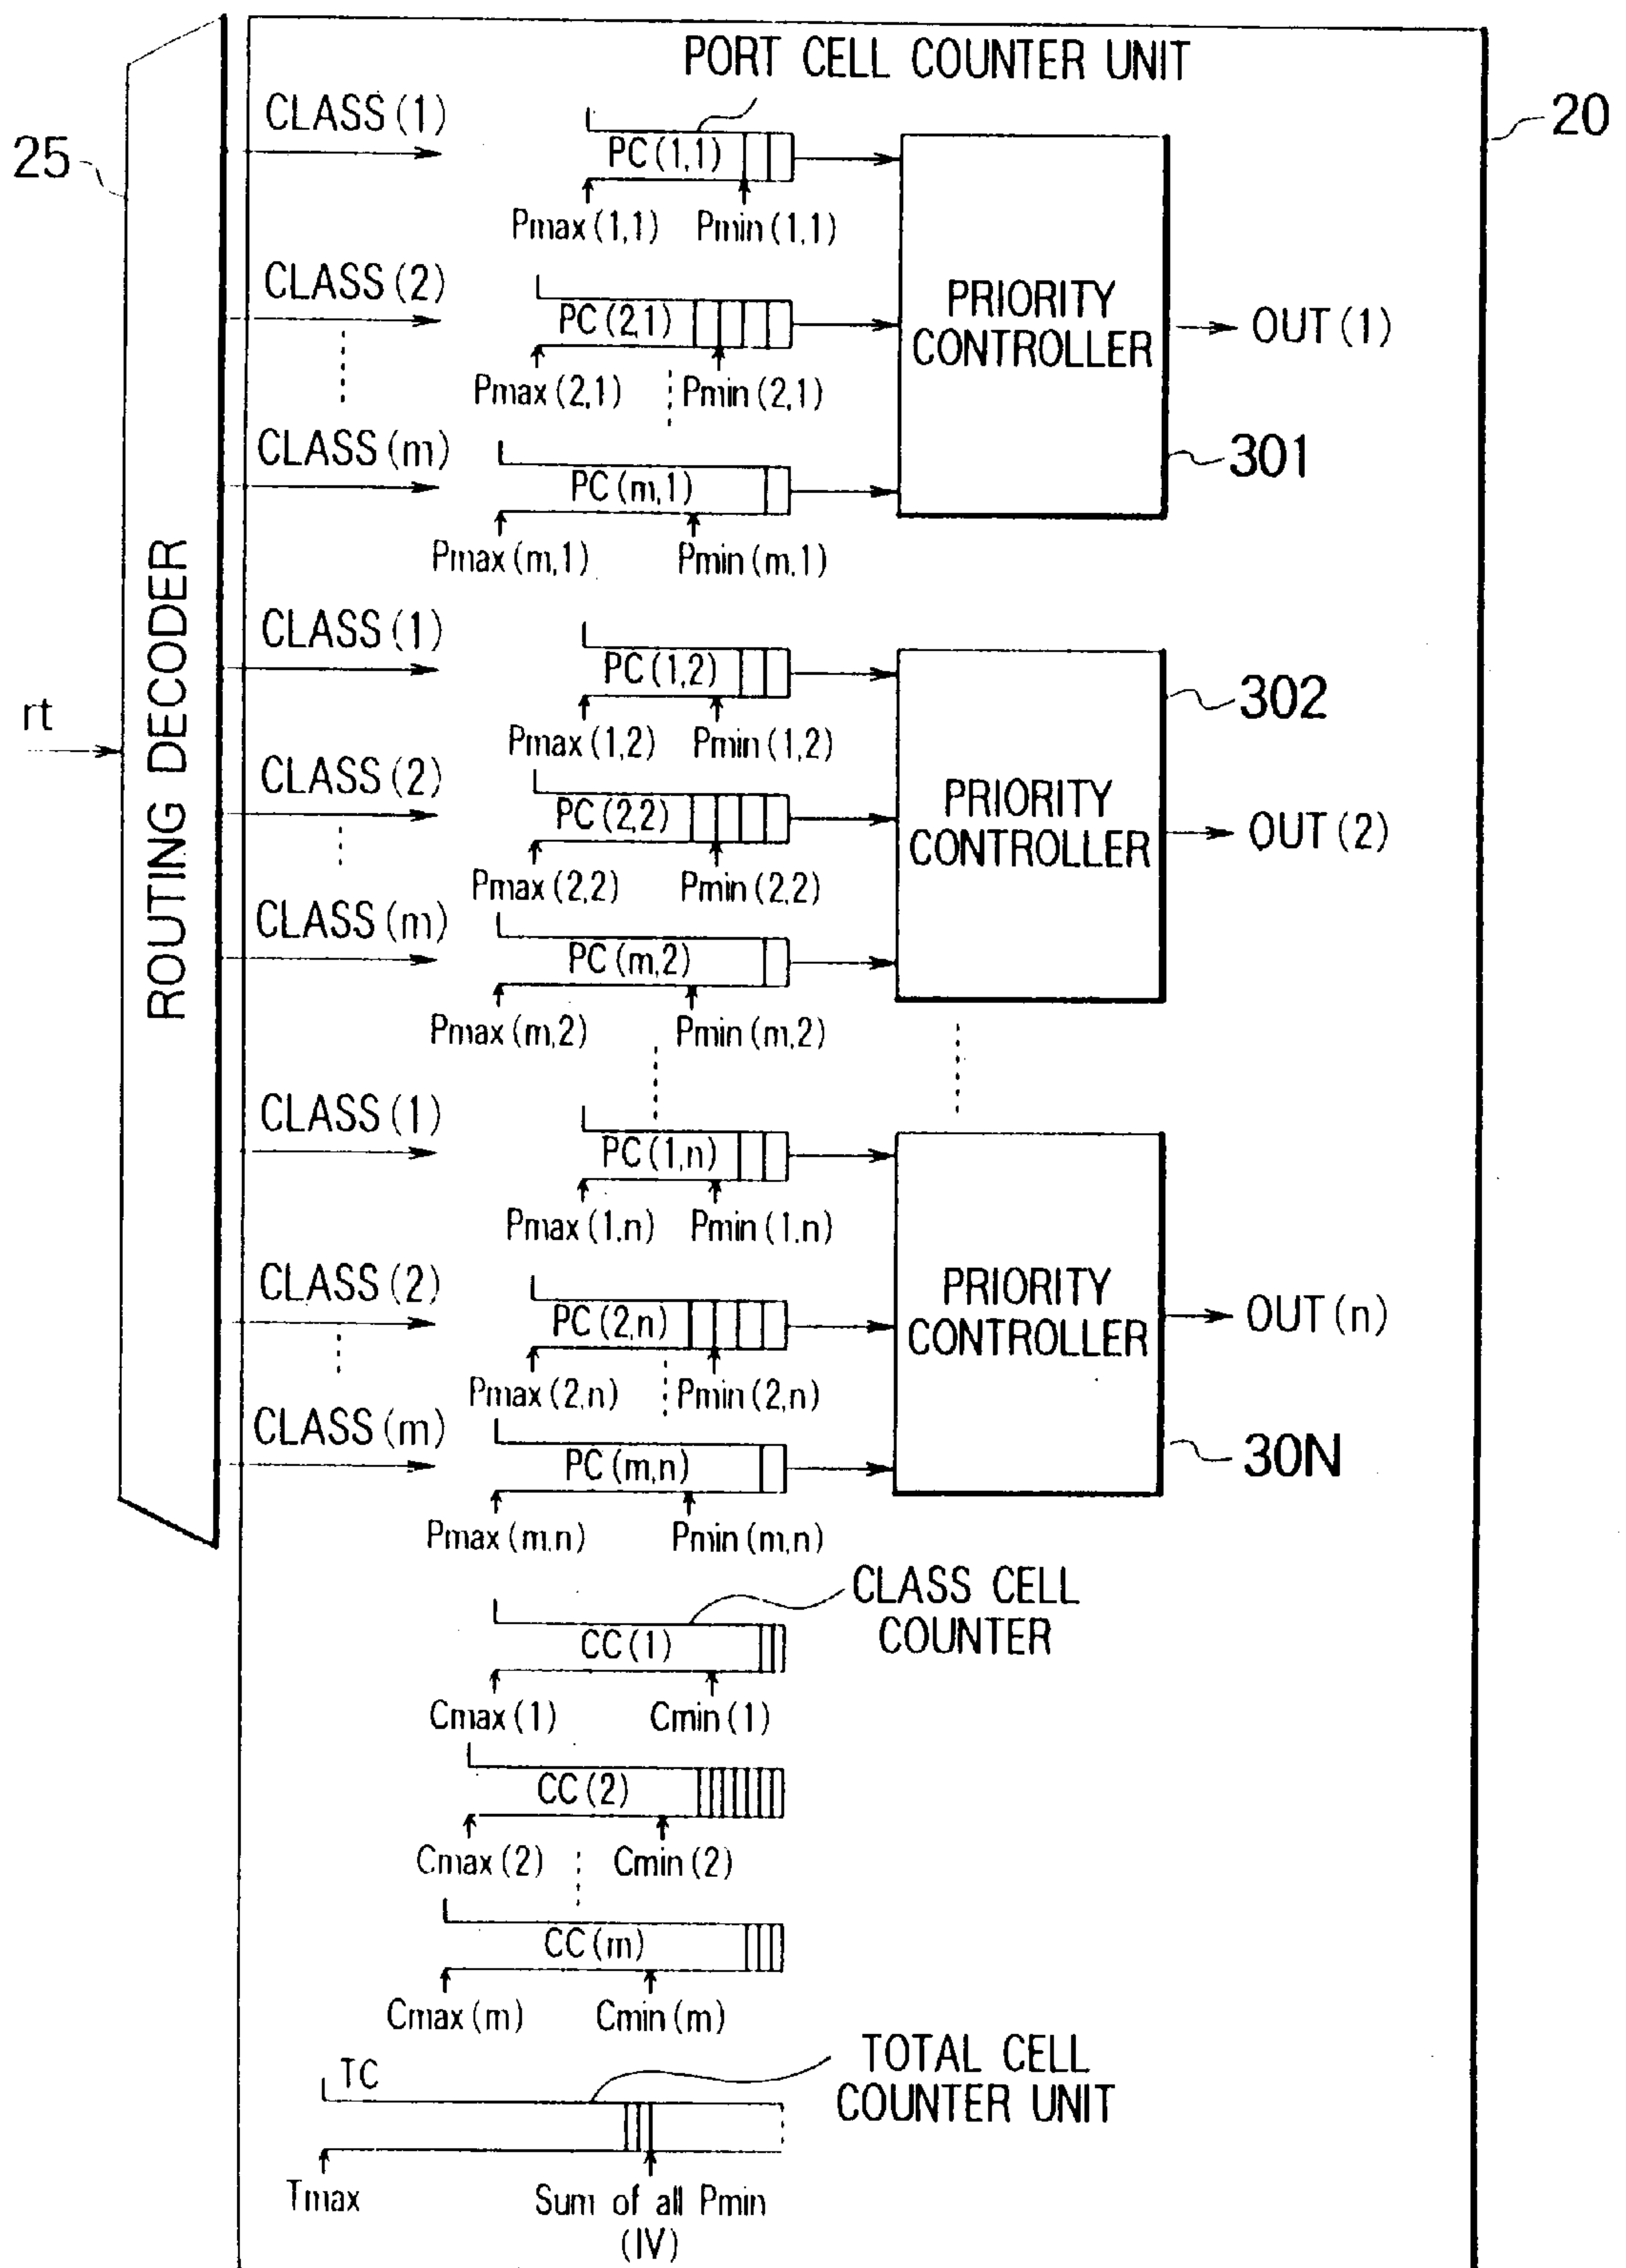 PORT CELL COUNTER UNIT
20
25
CLASS(1)
PC(1,1)
Pmax(1,1) Pmin(1,1)
CLASS(2)
PC(2,1)
Pmax(2,1) Pmin(2,1)
CLASS(m)
PC(m,1)
Pmax(m,1) Pmin(m,1)
PRIORITY
CONTROLLER
OUT(1)
301
ROUTING DECODER
rt
CLASS(1)
PC(1,2)
Pmax(1,2) Pmin(1,2)
CLASS(2)
PC(2,2)
Pmax(2,2) Pmin(2,2)
CLASS(m)
PC(m,2)
Pmax(m,2) Pmin(m,2)
302
PRIORITY
CONTROLLER
OUT(2)
CLASS(1)
PC(1,n)
Pmax(1,n) Pmin(1,n)
CLASS(2)
PC(2,n)
Pmax(2,n) Pmin(2,n)
CLASS(m)
PC(m,n)
Pmax(m,n) Pmin(m,n)
PRIORITY
CONTROLLER
OUT(n)
30N
CLASS CELL
COUNTER
CC(1)
Cmax(1) Cmin(1)
CC(2)
Cmax(2) Cmin(2)
CC(m)
Cmax(m) Cmin(m)
TOTAL CELL
COUNTER UNIT
TC
Tmax
Sum of all Pmin
(IV)